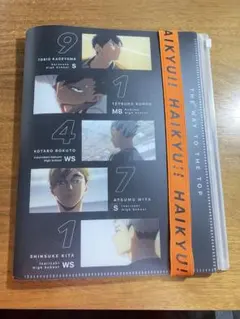 9
TOBIO KAGEYAMA
Karasuno
High School S
1
TETSURO KUROO
MB Nekoma
High School
4
KOTARO BOKUTO
Fukurodani Academy
High School WS
7
ATSUMU MIYA
S Inarizaki
High School
1
SHINSUKE KITA
Inarizaki
High School WS
HAIKYU!! HAIKYU!! HAIKYU!!
THE WAY TO THE TOP